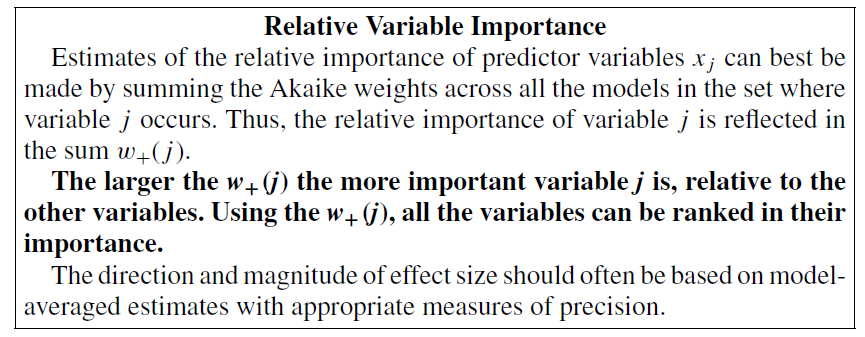 Relative Variable Importance
Estimates of the relative importance of predictor variables x_j can best be
made by summing the Akaike weights across all the models in the set where
variable j occurs. Thus, the relative importance of variable j is reflected in
the sum w_+(j).
The larger the w_+(j) the more important variable j is, relative to the
other variables. Using the w_+(j), all the variables can be ranked in their
importance.
The direction and magnitude of effect size should often be based on model-
averaged estimates with appropriate measures of precision.